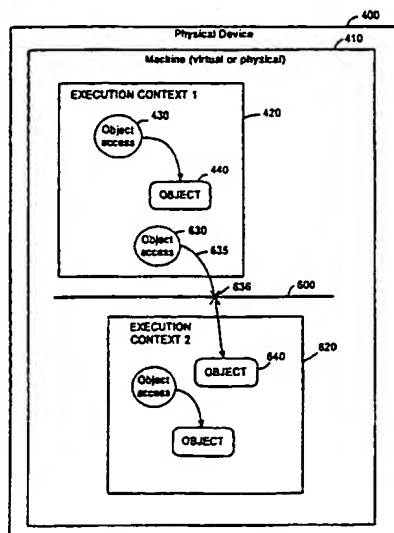 400
Physical Device
410
Machine (virtual or physical)
EXECUTION CONTEXT 1
420
430
Object
access
440
OBJECT
630
Object
access
635
636
600
EXECUTION
CONTEXT 2
620
640
OBJECT
Object
access
OBJECT